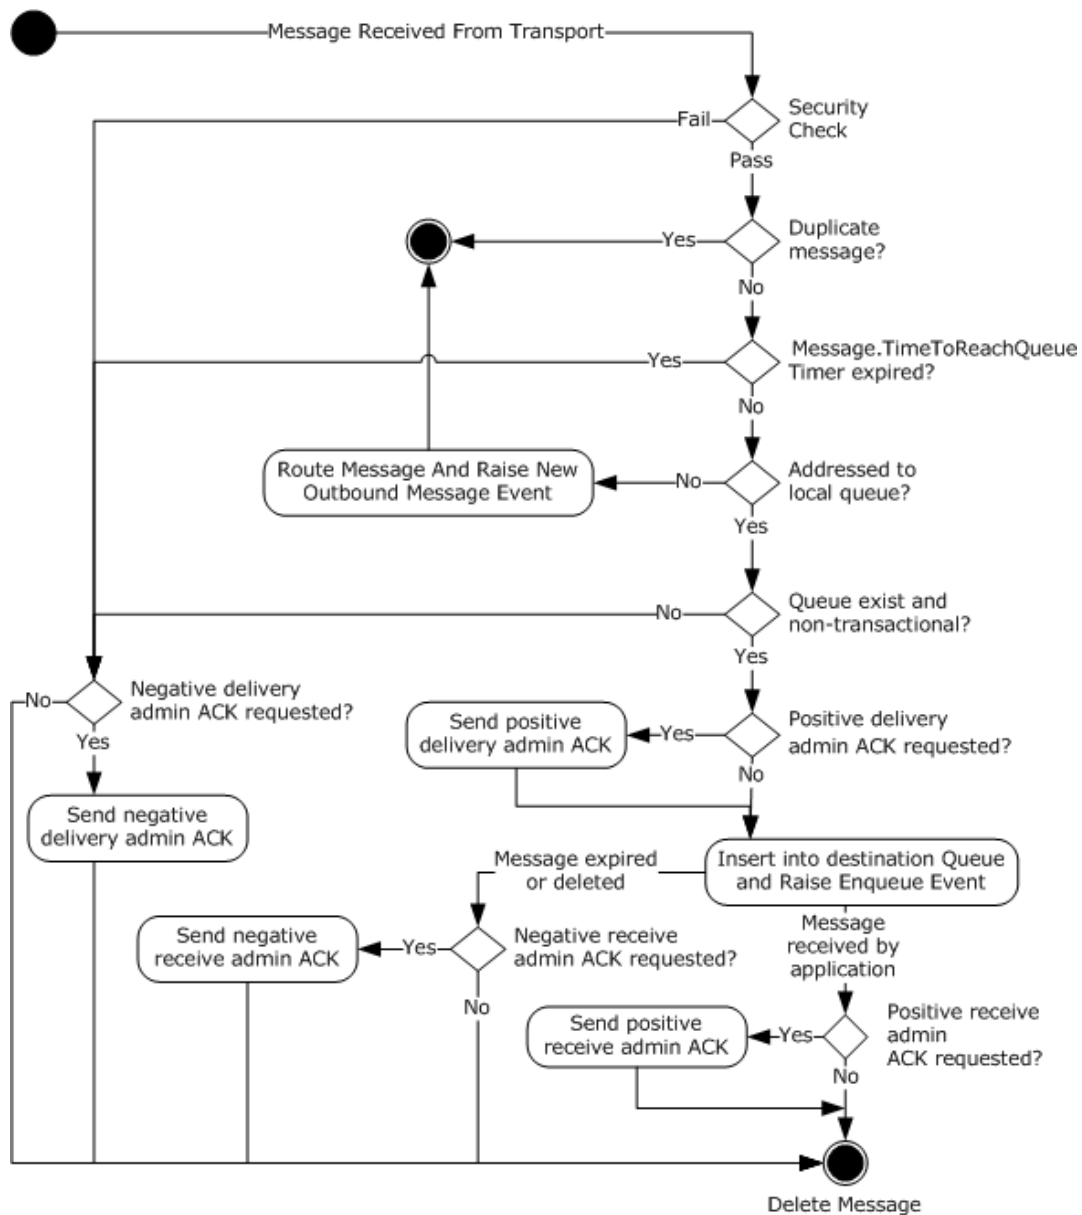 Message Received From Transport
Security
Check
Fail
Pass
Duplicate
message?
Yes
No
Message.TimeToReachQueue
Timer expired?
Yes
No
Route Message And Raise New
Outbound Message Event
No
Addressed to
local queue?
Yes
Queue exist and
non-transactional?
No
Yes
No
Negative delivery
admin ACK requested?
Yes
Send positive
delivery admin ACK
Yes
Positive delivery
admin ACK requested?
No
Send negative
delivery admin ACK
Message expired
or deleted
Insert into destination Queue
and Raise Enqueue Event
Send negative
receive admin ACK
Yes
Negative receive
admin ACK requested?
No
Message
received by
application
Send positive
receive admin ACK
Yes
Positive receive
admin
ACK requested?
No
Delete Message